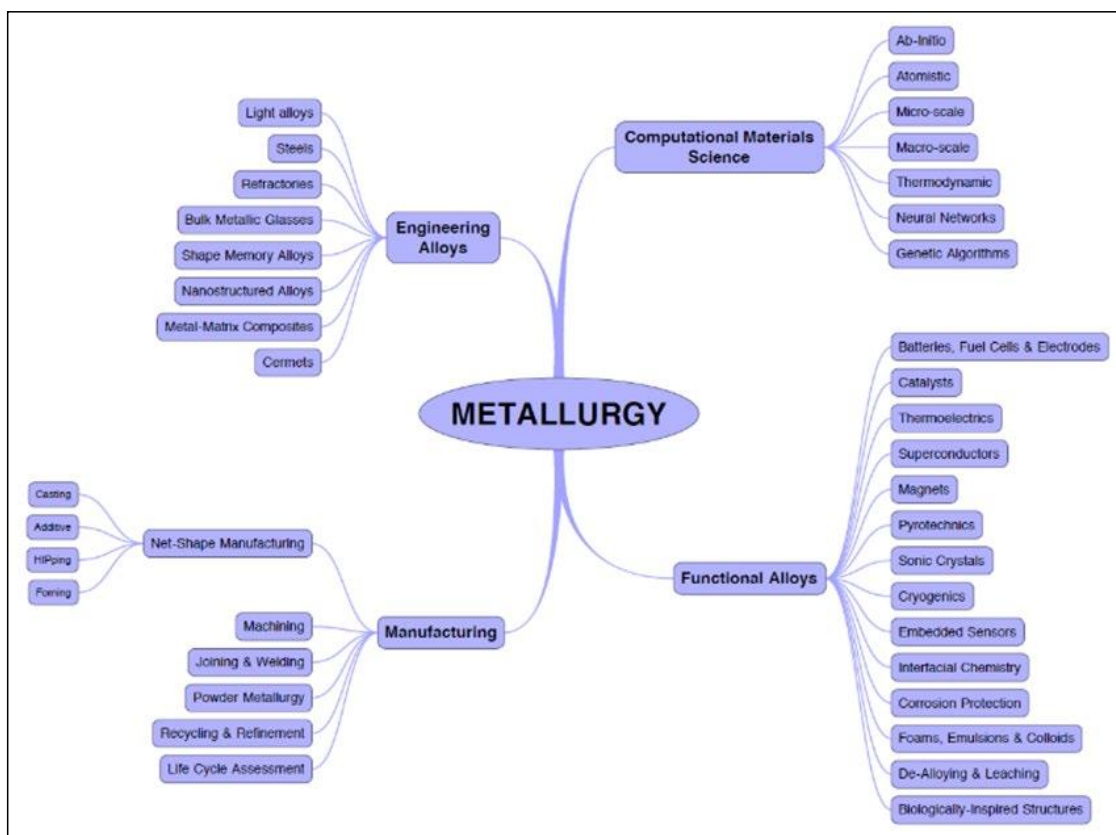 METALLURGY
Engineering
Alloys
Light alloys
Steels
Refractories
Bulk Metallic Glasses
Shape Memory Alloys
Nanostructured Alloys
Metal-Matrix Composites
Cermets
Computational Materials
Science
Ab-Initio
Atomistic
Micro-scale
Macro-scale
Thermodynamic
Neural Networks
Genetic Algorithms
Manufacturing
Net-Shape Manufacturing
Casting
Additive
HIPping
Forning
Machining
Joining & Welding
Powder Metallurgy
Recycling & Refinement
Life Cycle Assessment
Functional Alloys
Batteries, Fuel Cells & Electrodes
Catalysts
Thermoelectrics
Superconductors
Magnets
Pyrotechnics
Sonic Crystals
Cryogenics
Embedded Sensors
Interfacial Chemistry
Corrosion Protection
Foams, Emulsions & Colloids
De-Alloying & Leaching
Biologically-Inspired Structures